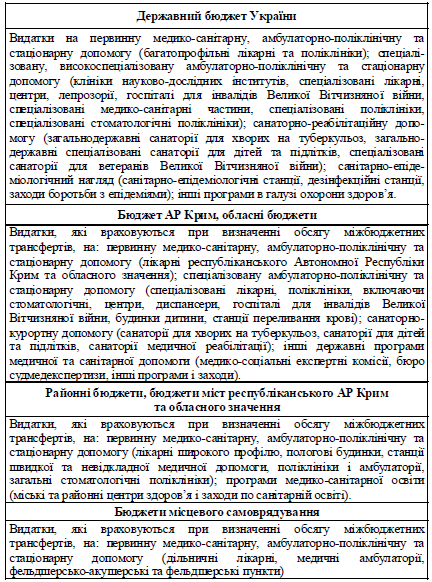 Державний бюджет України
Видатки на первинну медико-санітарну, амбулаторно-поліклінічну та
стаціонарну допомогу (багатопрофільні лікарні та поліклініки); спеціалі-
зовану, високоспеціалізовану амбулаторно-поліклінічну та стаціонарну
допомогу (клініки науково-дослідних інститутів, спеціалізовані лікарні,
центри, лепрозорії, госпіталі для інвалідів Великої Вітчизняної війни,
спеціалізовані медико-санітарні частини, спеціалізовані поліклініки,
спеціалізовані стоматологічні поліклініки); санаторно-реабілітаційну допо-
могу (загальнодержавні санаторії для хворих на туберкульоз, загально-
державні спеціалізовані санаторії для дітей та підлітків, спеціалізовані
санаторії для ветеранів Великої Вітчизняної війни); санітарно-епіде-
міологічний нагляд (санітарно-епідеміологічні станції, дезінфекційні станції,
заходи боротьби з епідеміями); інші програми в галузі охорони здоров’я.
Бюджет АР Крим, обласні бюджети
Видатки, які враховуються при визначенні обсягу міжбюджетних
трансфертів, на: первинну медико-санітарну, амбулаторно-поліклінічну та
стаціонарну допомогу (лікарні республіканського Автономної Республіки
Крим та обласного значення); спеціалізовану амбулаторно-поліклінічну та
стаціонарну допомогу (спеціалізовані лікарні, поліклініки, включаючи
стоматологічні, центри, диспансери, госпіталі для інвалідів Великої
Вітчизняної війни, будинки дитини, станції переливання крові); санаторно-
курортну допомогу (санаторії для хворих на туберкульоз, санаторії для дітей
та підлітків, санаторії медичної реабілітації); інші державні програми
медичної та санітарної допомоги (медико-соціальні експертні комісії, бюро
судмедекспертизи, інші програми і заходи).
Районні бюджети, бюджети міст республіканського АР Крим
та обласного значення
Видатки, які враховуються при визначенні обсягу міжбюджетних
трансфертів, на: первинну медико-санітарну, амбулаторно-поліклінічну та
стаціонарну допомогу (лікарні широкого профілю, пологові будинки, станції
швидкої та невідкладної медичної допомоги, поліклініки і амбулаторії,
загальні стоматологічні поліклініки); програми медико-санітарної освіти
(міські та районні центри здоров’я і заходи по санітарній освіті).
Бюджети місцевого самоврядування
Видатки, які враховуються при визначенні обсягу міжбюджетних
трансфертів, на: первинну медико-санітарну, амбулаторно-поліклінічну та
стаціонарну допомогу (дільничні лікарні, медичні амбулаторії,
фельдшерсько-акушерські та фельдшерські пункти)